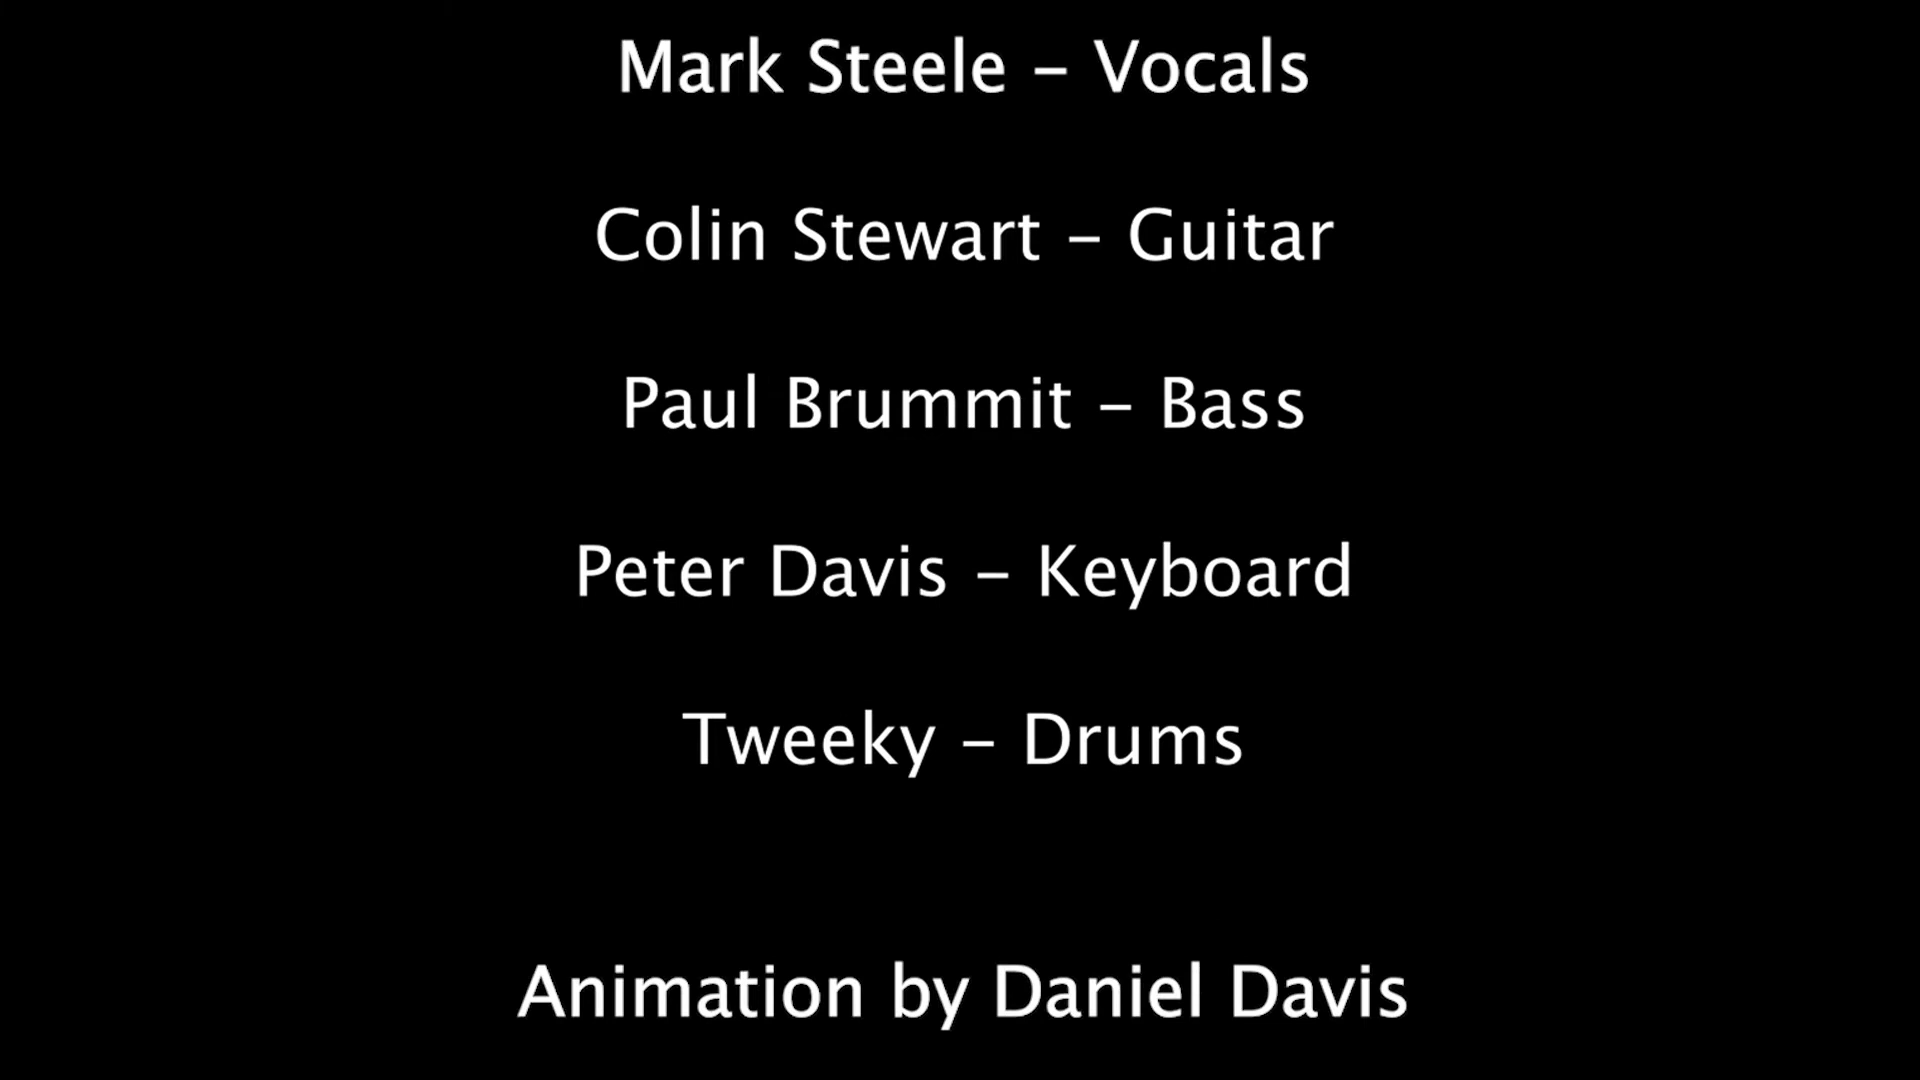 Mark Steele – Vocals
Colin Stewart – Guitar
Paul Brummit – Bass
Peter Davis – Keyboard
Tweeky – Drums
Animation by Daniel Davis